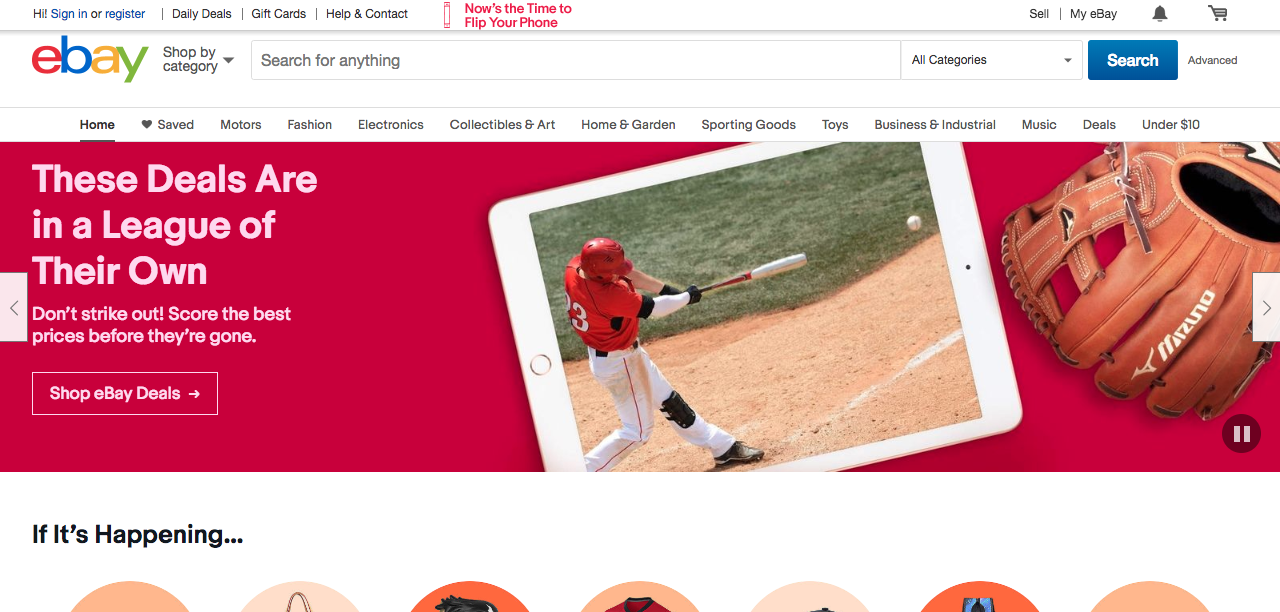 Hi! Sign in or register
Daily Deals
Gift Cards
Help & Contact
Now's the Time to
Flip Your Phone
Sell
My eBay
ebay
Shop by
category
Search for anything
All Categories
Search
Advanced
Home
Saved
Motors
Fashion
Electronics
Collectibles & Art
Home & Garden
Sporting Goods
Toys
Business & Industrial
Music
Deals
Under $10
These Deals Are
in a League of
Their Own
Don't strike out! Score the best
prices before they're gone.
Shop eBay Deals →
33
MIZUNO
If It's Happening...